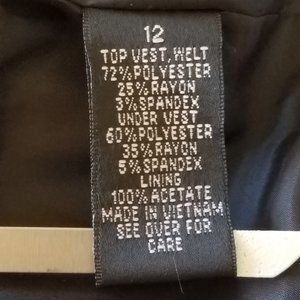 12
TOP VEST, WELT
72% POLYESTER
25% RAYON
3% SPANDEX
UNDER VEST
60% POLYESTER
35% RAYON
5% SPANDEX
LINING
100% ACETATE
MADE IN VIETNAM
SEE OVER FOR
CARE